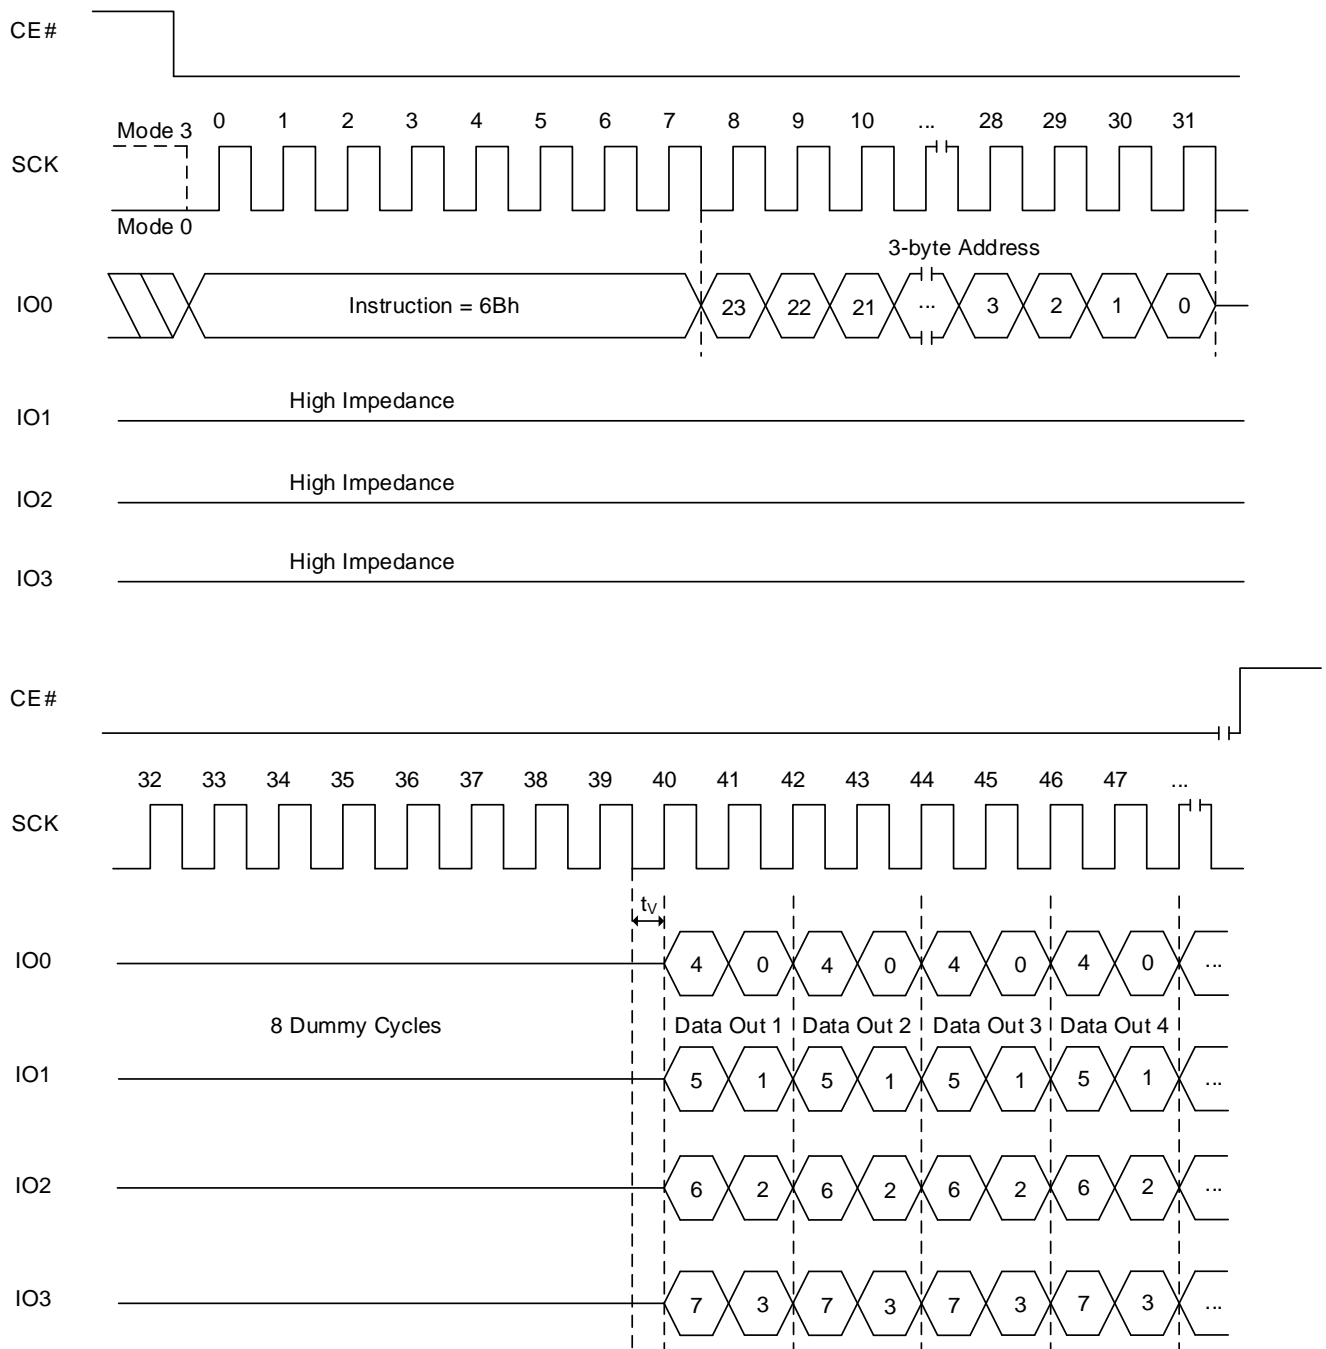 CE#
Mode 3 0 1 2 3 4 5 6 7 8 9 10 ... 28 29 30 31
SCK
Mode 0
3-byte Address
IO0 Instruction = 6Bh 23 22 21 ... 3 2 1 0
High Impedance
IO1
High Impedance
IO2
High Impedance
IO3
CE#
32 33 34 35 36 37 38 39 40 41 42 43 44 45 46 47 ...
SCK
tV
IO0 4 0 4 0 4 0 4 0 ...
8 Dummy Cycles Data Out 1 Data Out 2 Data Out 3 Data Out 4
IO1 5 1 5 1 5 1 5 1 ...
IO2 6 2 6 2 6 2 6 2 ...
IO3 7 3 7 3 7 3 7 3 ...